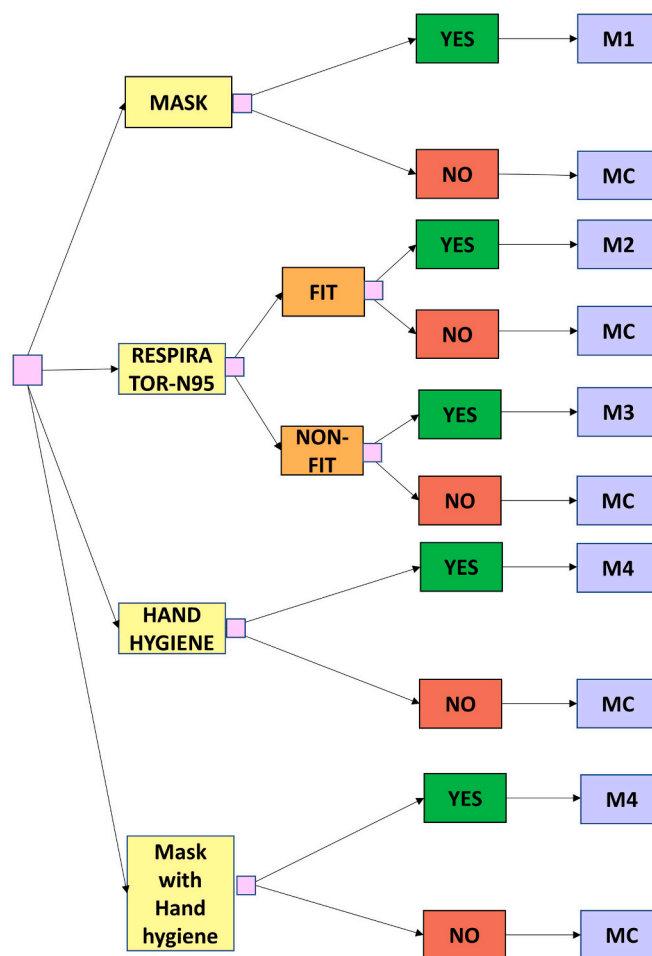 YES
M1
MASK
NO
MC
YES
M2
FIT
NO
MC
RESPIRA
TOR-N95
YES
M3
NON-
FIT
NO
MC
YES
M4
HAND
HYGIENE
NO
MC
YES
M4
Mask
with
Hand
hygiene
NO
MC